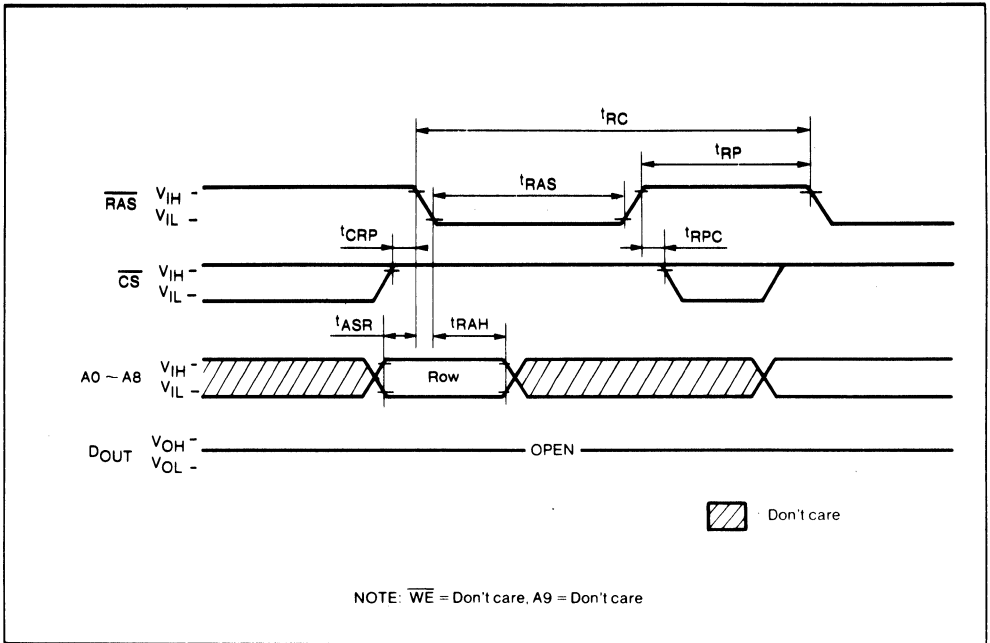 tRC
tRP
tRAS
RAS VIH -
VIL -
tCRP
tRPC
CS VIH -
VIL -
tASR
tRAH
A0 ~ A8 VIH -
VIL -
Row
DOUT VOH -
VOL -
OPEN
Don't care
NOTE: WE = Don't care, A9 = Don't care